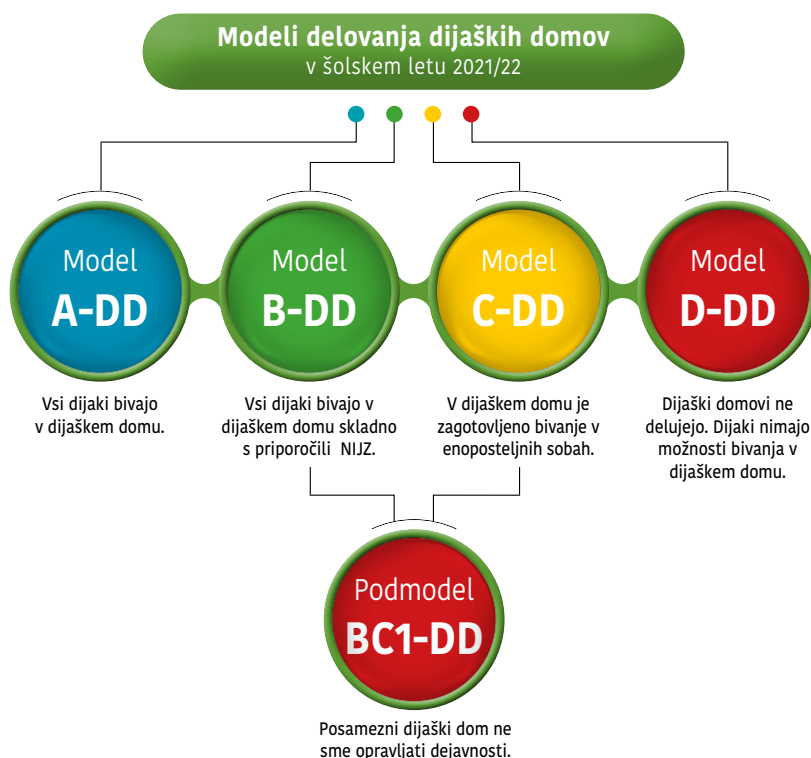 Modeli delovanja dijaških domov
v šolskem letu 2021/22
Model
A-DD
Model
B-DD
Model
C-DD
Model
D-DD
Vsi dijaki bivajo
v dijaškem domu.
Vsi dijaki bivajo v
dijaškem domu skladno
s priporočili NIJZ.
V dijaškem domu je
zagotovljeno bivanje v
enoposteljnih sobah.
Dijaški domovi ne
delujejo. Dijaki nimajo
možnosti bivanja v
dijaškem domu.
Podmodel
BC1-DD
Posamezni dijaški dom ne
sme opravljati dejavnosti.